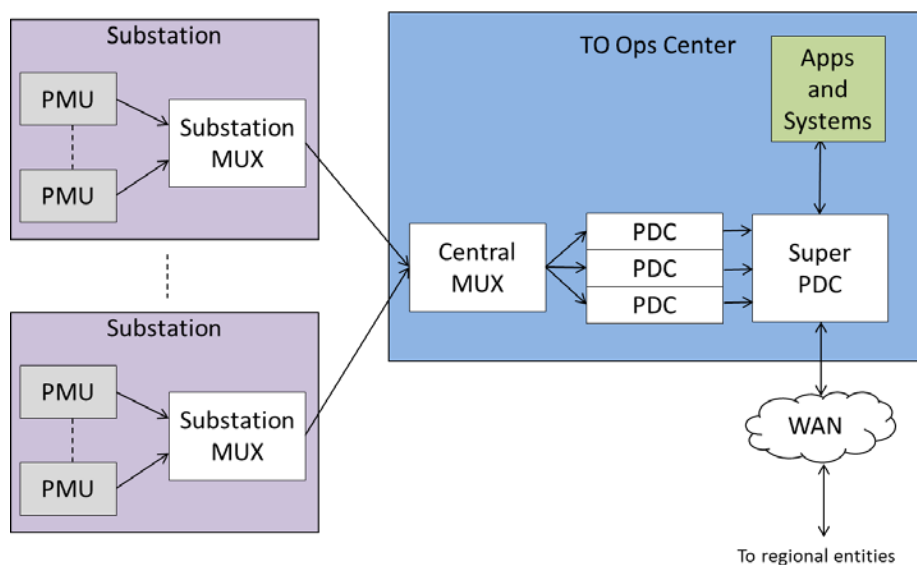 Substation
PMU
Substation
MUX
PMU
Substation
PMU
Substation
MUX
PMU
TO Ops Center
Apps
and
Systems
Central
MUX
PDC
PDC
PDC
Super
PDC
WAN
To regional entities